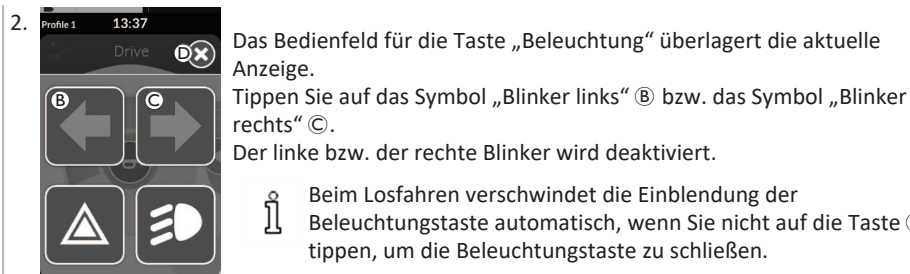 2.
Profile 1 13:37
Drive Ⓓ
Ⓑ Ⓒ
Das Bedienfeld für die Taste „Beleuchtung“ überlagert die aktuelle
Anzeige.
Tippen Sie auf das Symbol „Blinker links“ Ⓑ bzw. das Symbol „Blinker
rechts“ Ⓒ.
Der linke bzw. der rechte Blinker wird deaktiviert.
Beim Losfahren verschwindet die Einblendung der
Beleuchtungstaste automatisch, wenn Sie nicht auf die Taste
tippen, um die Beleuchtungstaste zu schließen.